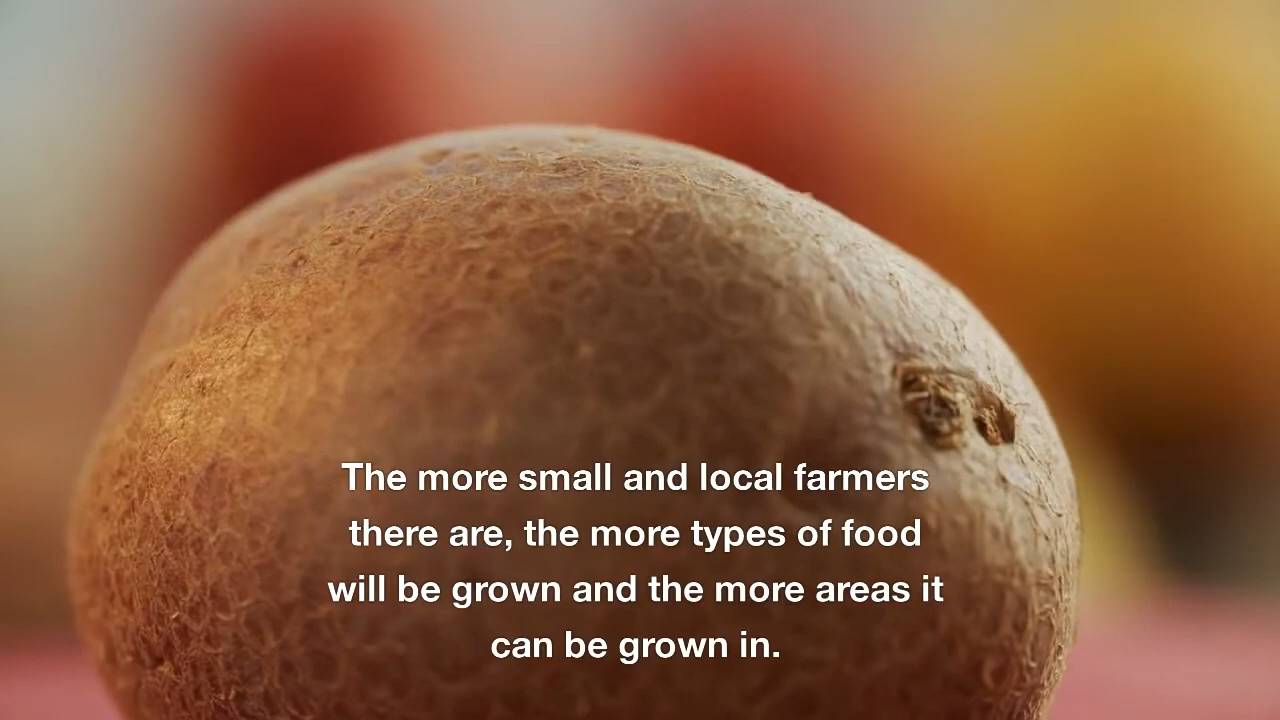 The more small and local farmers
there are, the more types of food
will be grown and the more areas it
can be grown in.